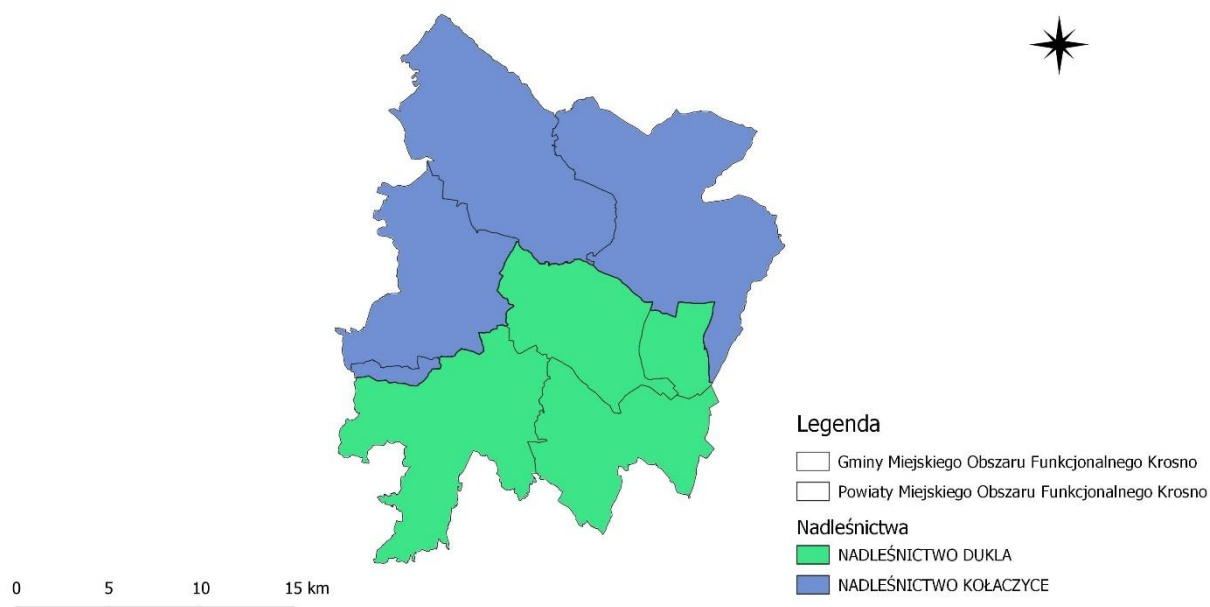 Legenda
Gminy Miejskiego Obszaru Funkcjonalnego Krosno
Powiaty Miejskiego Obszaru Funkcjonalnego Krosno
Nadleśnictwa
NADLEŚNICTWO DUKLA
NADLEŚNICTWO KOŁACZYCE
0 5 10 15 km